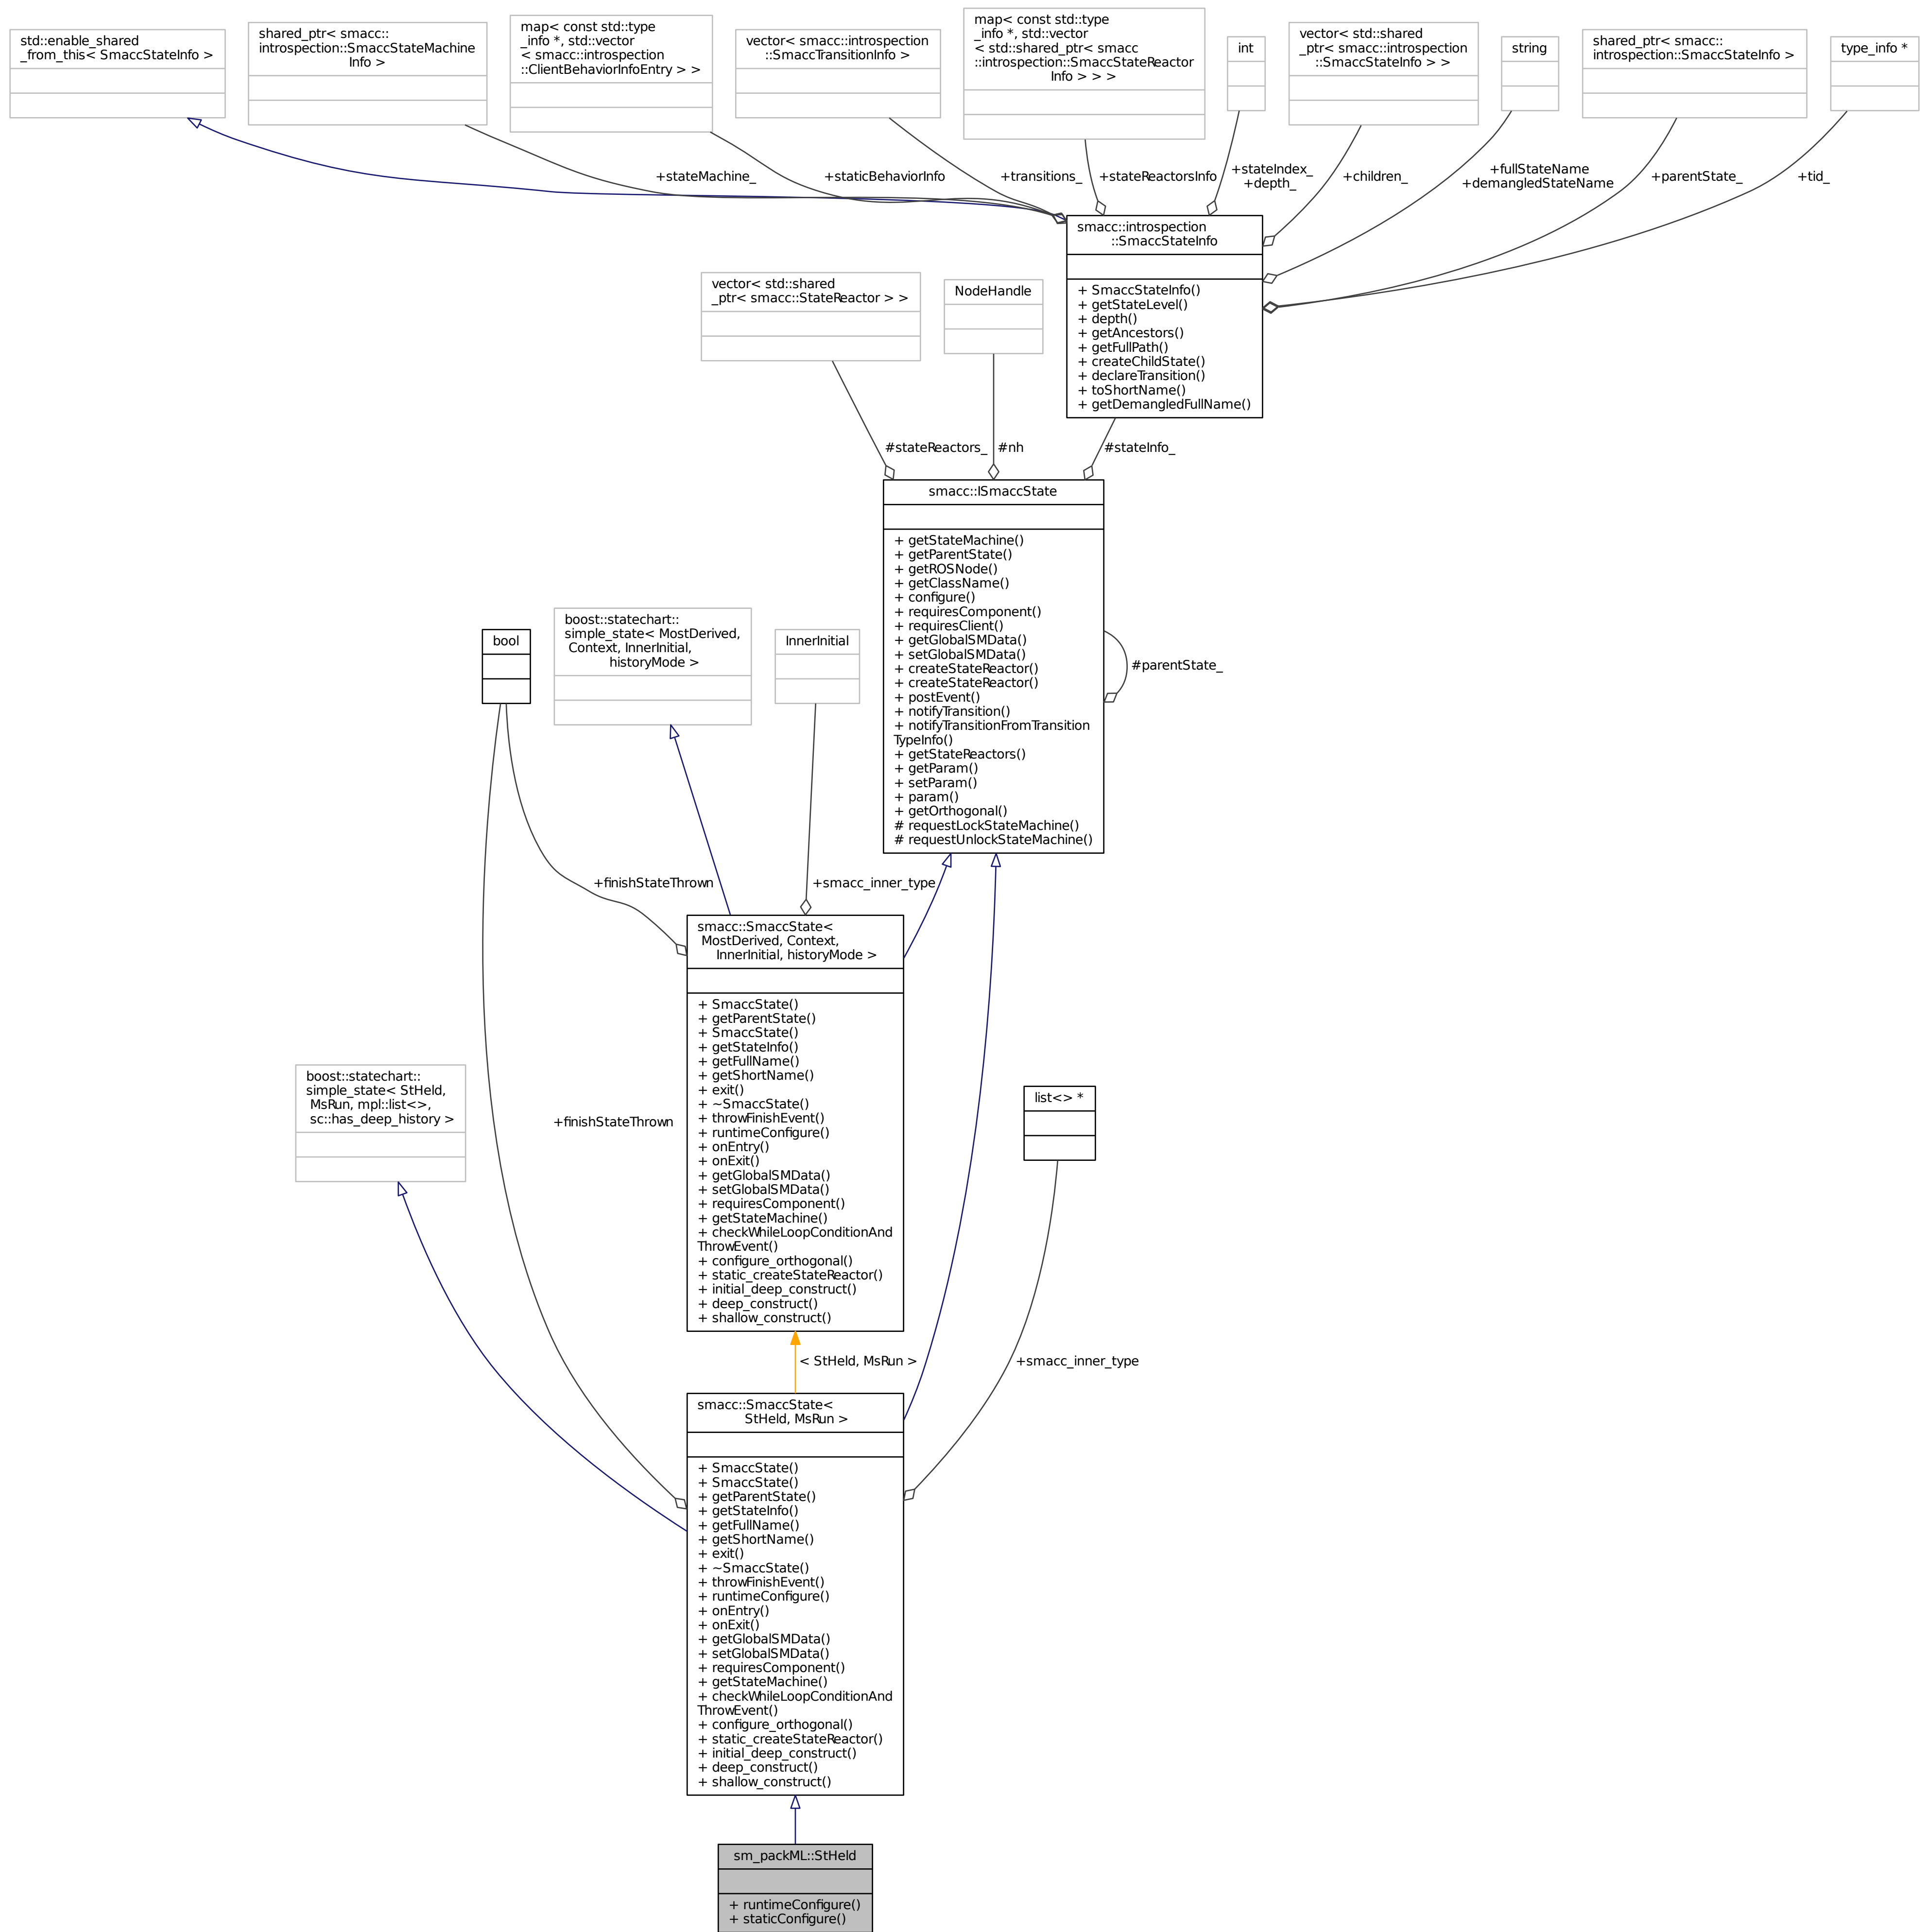 std::enable_shared
_from_this< SmaccStateInfo >
shared_ptr< smacc::
introspection::SmaccStateMachine
Info >
map< const std::type
_info *, std::vector
< smacc::introspection
::ClientBehaviorInfoEntry > >
vector< smacc::introspection
::SmaccTransitionInfo >
map< const std::type
_info *, std::vector
< std::shared_ptr< smacc
::introspection::SmaccStateReactor
Info > > >
int
vector< std::shared
_ptr< smacc::introspection
::SmaccStateInfo > >
string
shared_ptr< smacc::
introspection::SmaccStateInfo >
type_info *
+stateMachine_
+staticBehaviorInfo
+transitions_
+stateReactorsInfo
+stateIndex_
+depth_
+children_
+fullStateName
+demangledStateName
+parentState_
+tid_
smacc::introspection
::SmaccStateInfo
+ SmaccStateInfo()
+ getStateLevel()
+ depth()
+ getAncestors()
+ getFullPath()
+ createChildState()
+ declareTransition()
+ toShortName()
+ getDemangledFullName()
vector< std::shared
_ptr< smacc::StateReactor > >
NodeHandle
#stateReactors_
#nh
#stateInfo_
smacc::ISmaccState
+ getStateMachine()
+ getParentState()
+ getROSNode()
+ getClassName()
+ configure()
+ requiresComponent()
+ requiresClient()
+ getGlobalSMData()
+ setGlobalSMData()
+ createStateReactor()
+ createStateReactor()
+ postEvent()
+ notifyTransition()
+ notifyTransitionFromTransition
TypeInfo()
+ getStateReactors()
+ getParam()
+ setParam()
+ param()
+ getOrthogonal()
# requestLockStateMachine()
# requestUnlockStateMachine()
#parentState_
bool
boost::statechart::
simple_state< MostDerived,
Context, InnerInitial,
historyMode >
InnerInitial
+finishStateThrown
+smacc_inner_type
smacc::SmaccState<
MostDerived, Context,
InnerInitial, historyMode >
+ SmaccState()
+ getParentState()
+ SmaccState()
+ getStateInfo()
+ getFullName()
+ getShortName()
+ exit()
+ ~SmaccState()
+ throwFinishEvent()
+ runtimeConfigure()
+ onEntry()
+ onExit()
+ getGlobalSMData()
+ setGlobalSMData()
+ requiresComponent()
+ getStateMachine()
+ checkWhileLoopConditionAnd
ThrowEvent()
+ configure_orthogonal()
+ static_createStateReactor()
+ initial_deep_construct()
+ deep_construct()
+ shallow_construct()
boost::statechart::
simple_state< StHeld,
MsRun, mpl::list<>,
sc::has_deep_history >
+finishStateThrown
list<> *
< StHeld, MsRun >
+smacc_inner_type
smacc::SmaccState<
StHeld, MsRun >
+ SmaccState()
+ SmaccState()
+ getParentState()
+ getStateInfo()
+ getFullName()
+ getShortName()
+ exit()
+ ~SmaccState()
+ throwFinishEvent()
+ runtimeConfigure()
+ onEntry()
+ onExit()
+ getGlobalSMData()
+ setGlobalSMData()
+ requiresComponent()
+ getStateMachine()
+ checkWhileLoopConditionAnd
ThrowEvent()
+ configure_orthogonal()
+ static_createStateReactor()
+ initial_deep_construct()
+ deep_construct()
+ shallow_construct()
sm_packML::StHeld
+ runtimeConfigure()
+ staticConfigure()